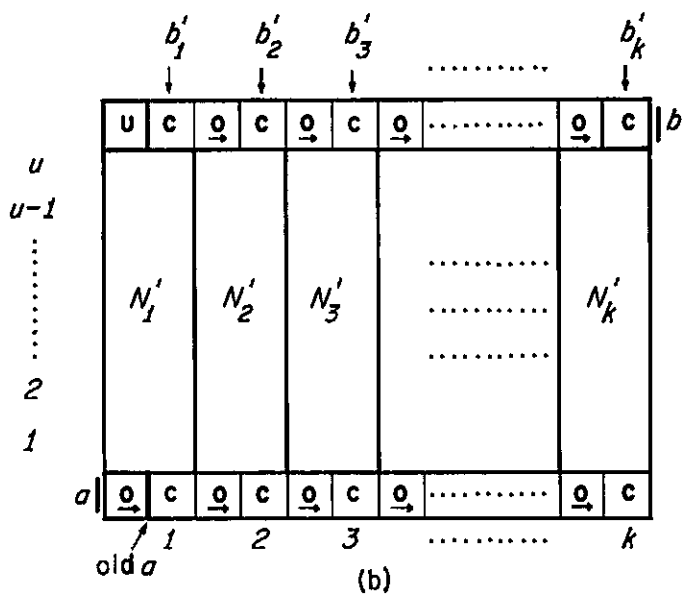 b'₁ b'₂ b'₃ ........... b'ₖ
u c o c o c o ........... o c b
u
u-1
N'₁ N'₂ N'₃ ........... N'ₖ
2
1
a o c o c o c o ........... o c
1 2 3 ........... k
old a
(b)